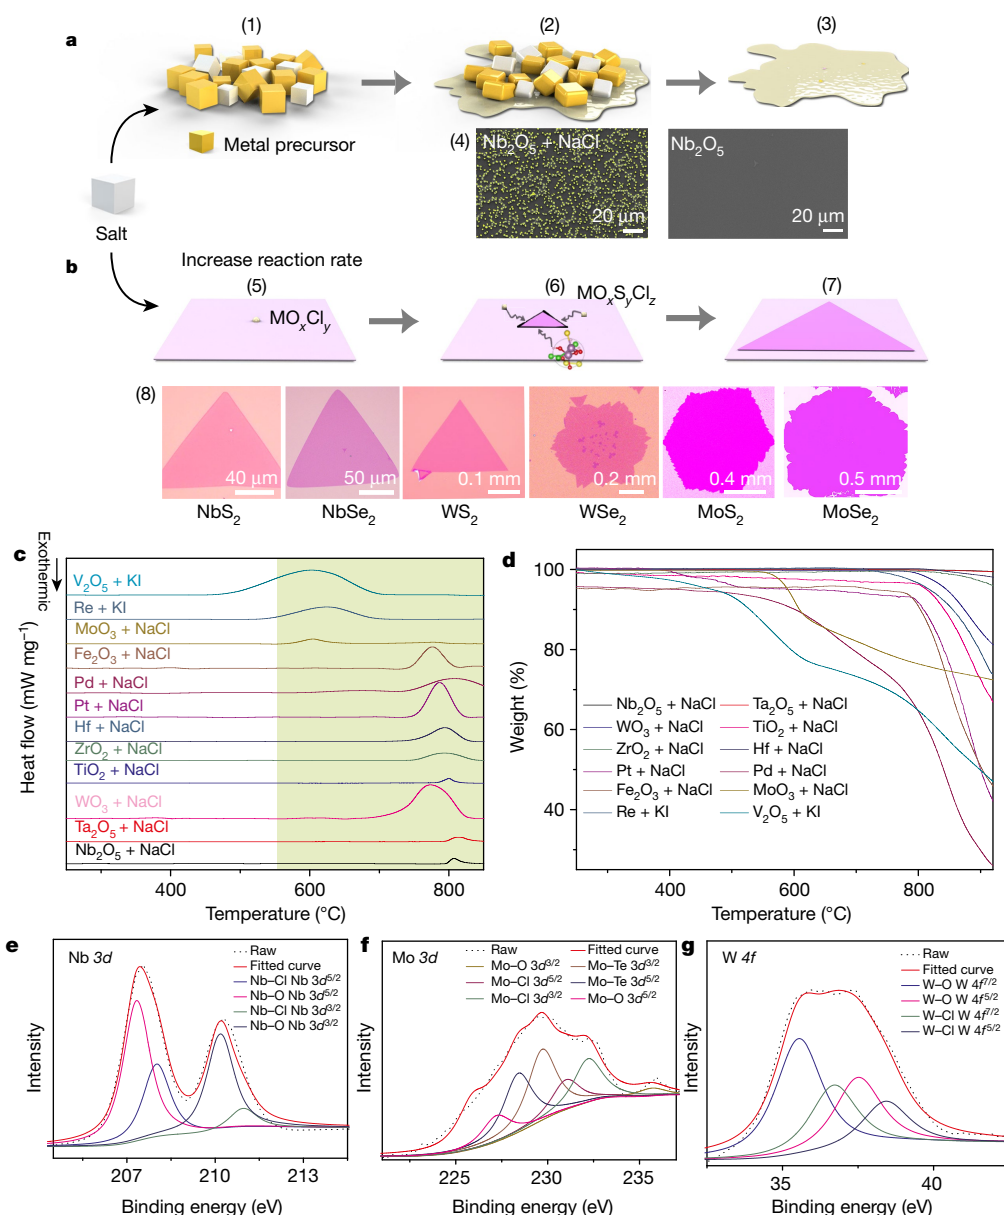 a
(1)
(2)
(3)
Metal precursor
Salt
(4)
Nb₂O₅ + NaCl
20 μm
Nb₂O₅
20 μm
b
Increase reaction rate
(5)
MOₓClᵧ
(6)
MOₓSᵧCl_z
(7)
(8)
40 μm
50 μm
0.1 mm
0.2 mm
0.4 mm
0.5 mm
NbS₂
NbSe₂
WS₂
WSe₂
MoS₂
MoSe₂
c
Exothermic
V₂O₅ + KI
Re + KI
MoO₃ + NaCl
Fe₂O₃ + NaCl
Pd + NaCl
Pt + NaCl
Hf + NaCl
ZrO₂ + NaCl
TiO₂ + NaCl
WO₃ + NaCl
Ta₂O₅ + NaCl
Nb₂O₅ + NaCl
Heat flow (mW mg⁻¹)
400
600
800
Temperature (°C)
d
100
80
60
40
Weight (%)
Nb₂O₅ + NaCl
Ta₂O₅ + NaCl
WO₃ + NaCl
TiO₂ + NaCl
ZrO₂ + NaCl
Hf + NaCl
Pt + NaCl
Pd + NaCl
Fe₂O₃ + NaCl
MoO₃ + NaCl
Re + KI
V₂O₅ + KI
400
600
800
Temperature (°C)
e
Nb 3d
Raw
Fitted curve
Nb–Cl Nb 3d⁵/²
Nb–O Nb 3d⁵/²
Nb–Cl Nb 3d³/²
Nb–O Nb 3d³/²
Intensity
207
210
213
Binding energy (eV)
f
Mo 3d
Raw
Fitted curve
Mo–O 3d³/²
Mo–Te 3d³/²
Mo–Cl 3d⁵/²
Mo–Te 3d⁵/²
Mo–Cl 3d³/²
Mo–O 3d⁵/²
Intensity
225
230
235
Binding energy (eV)
g
W 4f
Raw
Fitted curve
W–O W 4f⁷/²
W–O W 4f⁵/²
W–Cl W 4f⁷/²
W–Cl W 4f⁵/²
Intensity
35
40
Binding energy (eV)